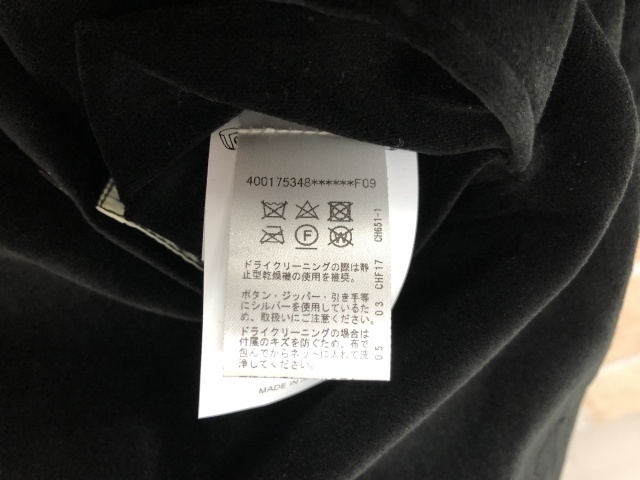 400175348******F09
F
W
ドライクリーニングの際は静
止型乾燥機の使用を推奨。
ボタン・ジッパー・引き手等
にシルバーを使用しているた
め、取扱いにご注意ください。
ドライクリーニングの場合は
付属のキズを防ぐため、布で
包んでからネットに入れて洗
浄してください。
05 03 CHF17 CH651-1
MADE IN